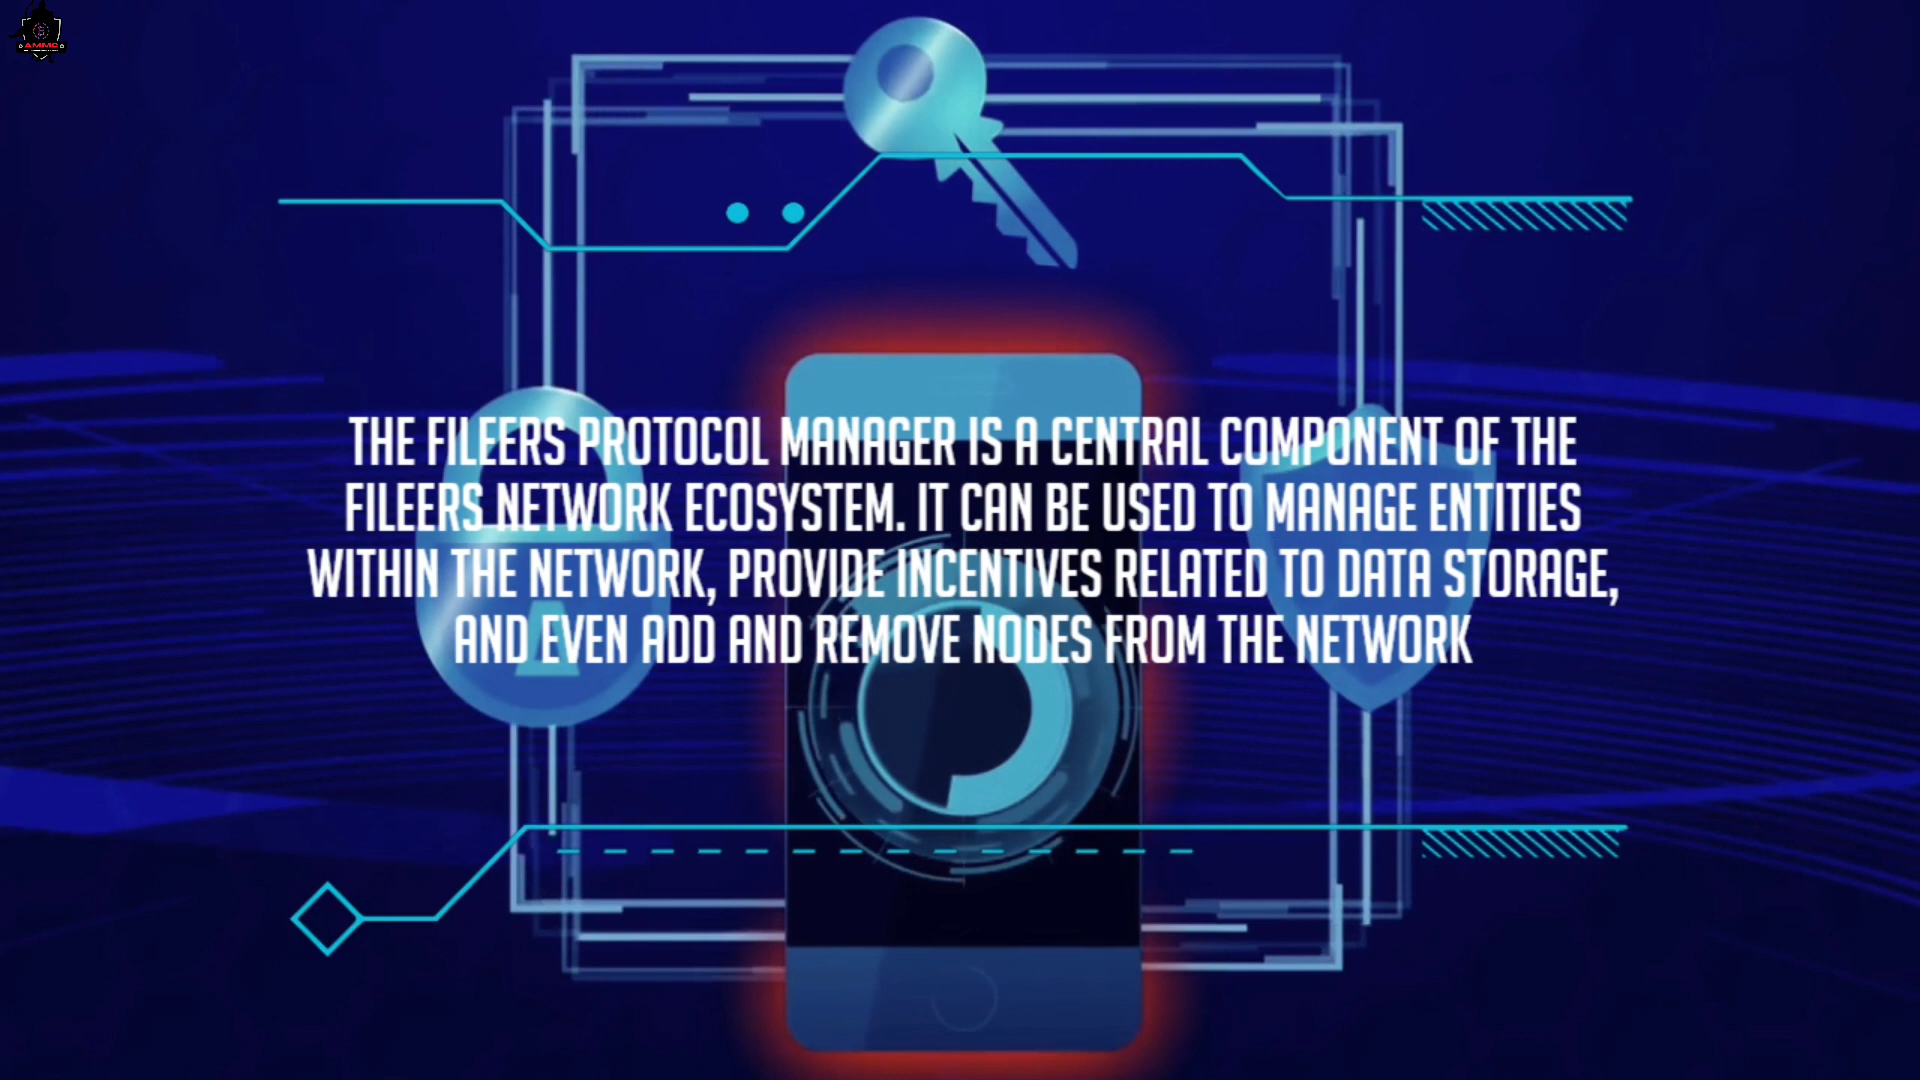 AMMC
THE FILEERS PROTOCOL MANAGER IS A CENTRAL COMPONENT OF THE
FILEERS NETWORK ECOSYSTEM. IT CAN BE USED TO MANAGE ENTITIES
WITHIN THE NETWORK, PROVIDE INCENTIVES RELATED TO DATA STORAGE,
AND EVEN ADD AND REMOVE NODES FROM THE NETWORK